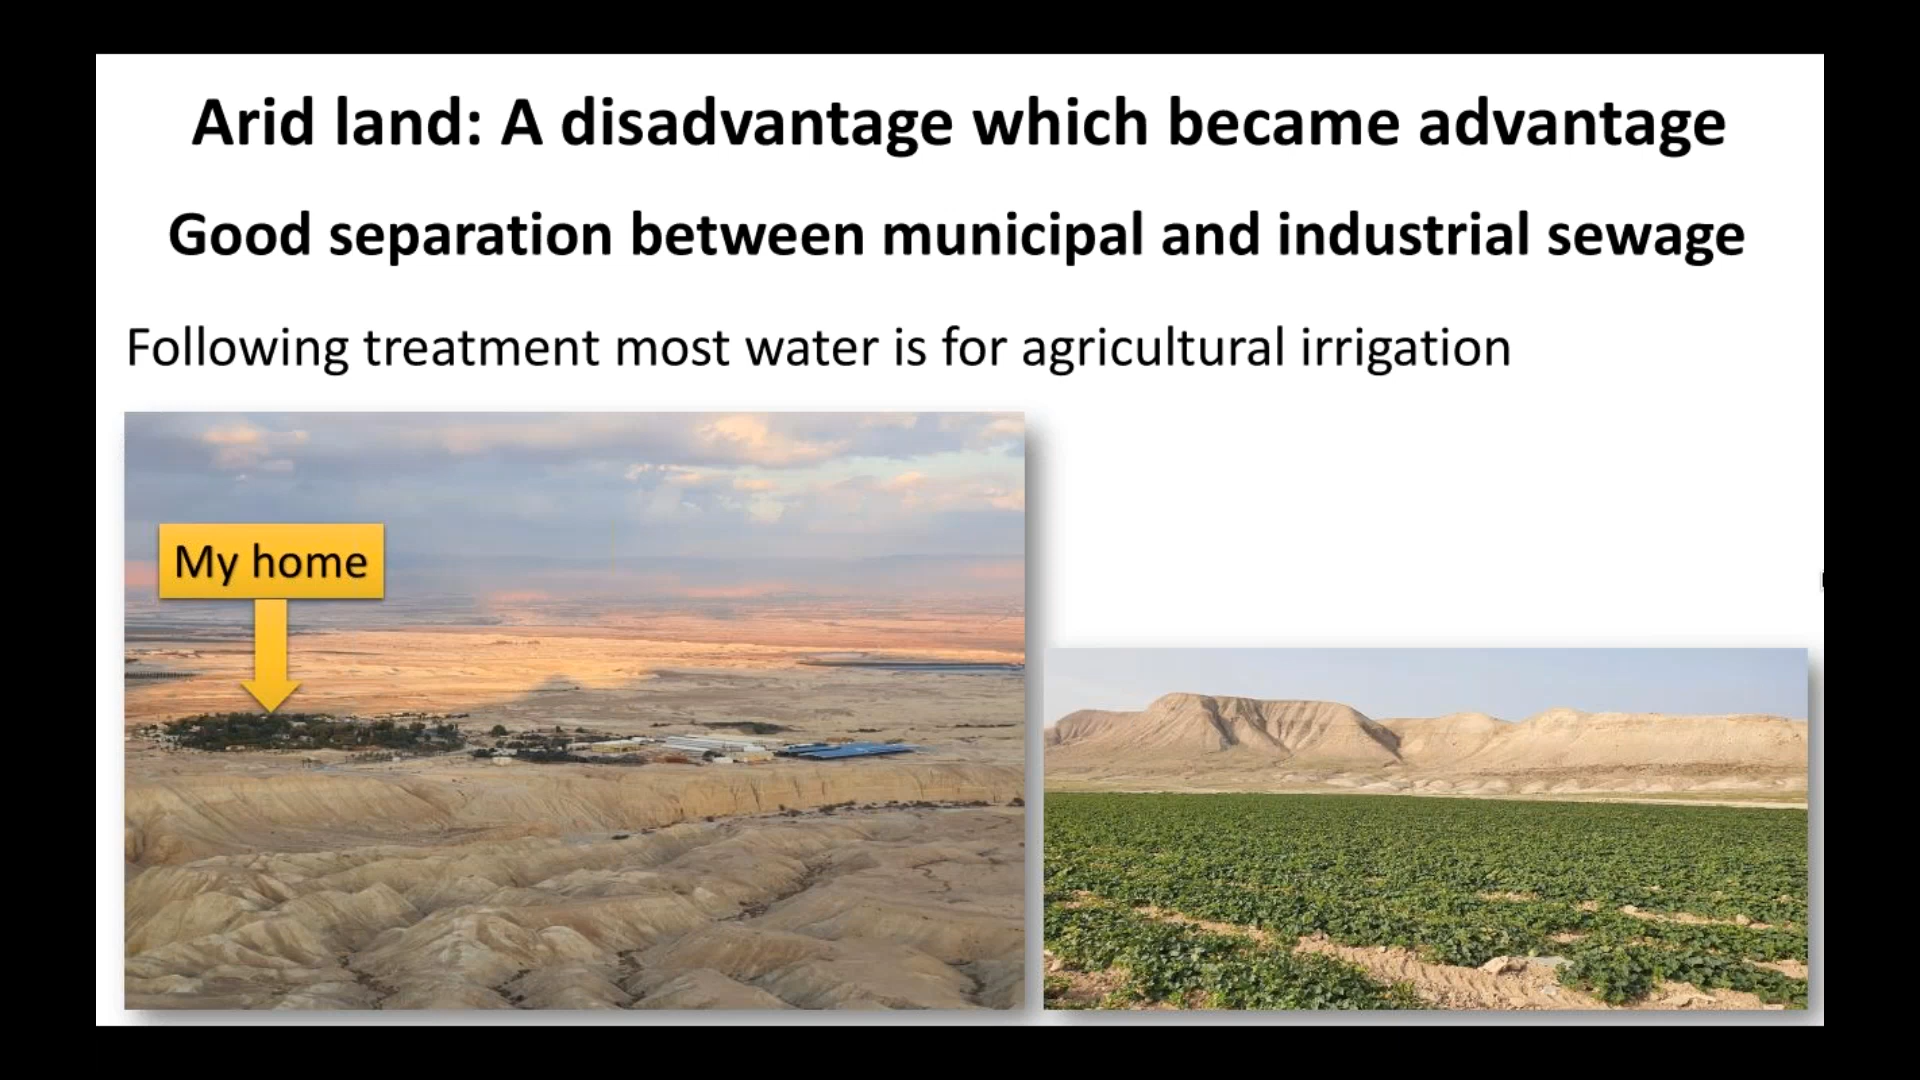 Arid land: A disadvantage which became advantage
Good separation between municipal and industrial sewage
Following treatment most water is for agricultural irrigation
My home